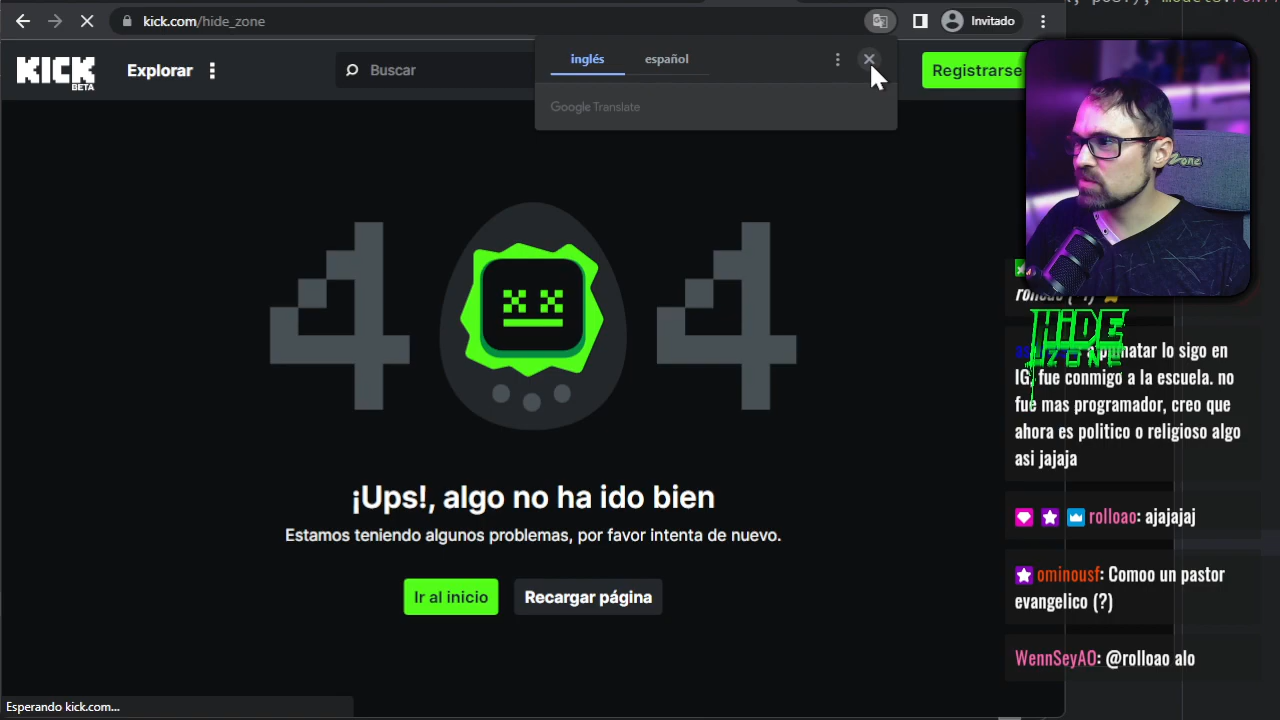 kick.com/hide_zone
Invitado
KICK
BETA
Explorar
Buscar
inglés
español
Google Translate
Registrarse
4 4
¡Ups!, algo no ha ido bien
Estamos teniendo algunos problemas, por favor intenta de nuevo.
Ir al inicio
Recargar página
Esperando kick.com...
HiDE
ZONE
matar lo sigo en
IG, fue conmigo a la escuela. no
fue mas programador, creo que
ahora es politico o religioso algo
asi jajaja
rolloao: ajajajaj
ominousf: Comoo un pastor
evangelico (?)
WennSeyAO: @rolloao alo